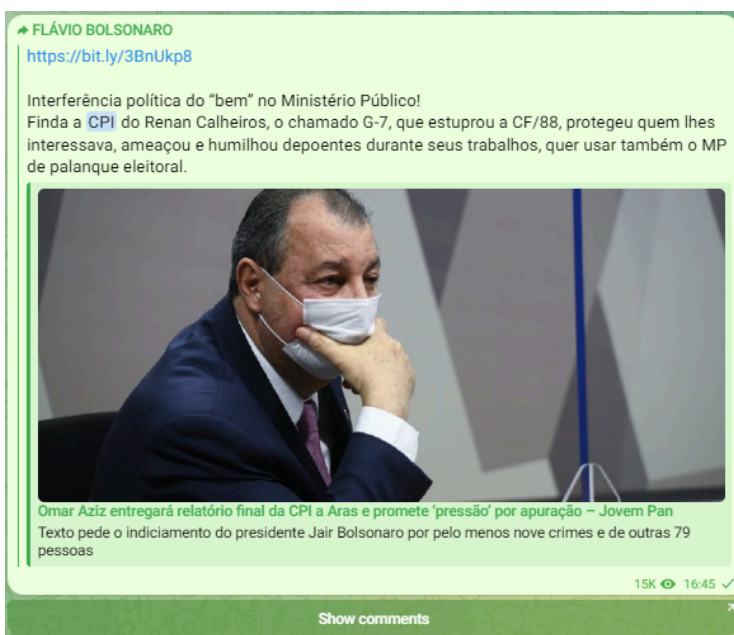 FLÁVIO BOLSONARO
https://bit.ly/3BnUkp8
Interferência política do “bem” no Ministério Público!
Finda a CPI do Renan Calheiros, o chamado G-7, que estuprou a CF/88, protegeu quem lhes
interessava, ameaçou e humilhou depoentes durante seus trabalhos, quer usar também o MP
de palanque eleitoral.
Omar Aziz entregará relatório final da CPI a Aras e promete ‘pressão’ por apuração – Jovem Pan
Texto pede o indiciamento do presidente Jair Bolsonaro por pelo menos nove crimes e de outras 79
pessoas
15K 16:45
Show comments